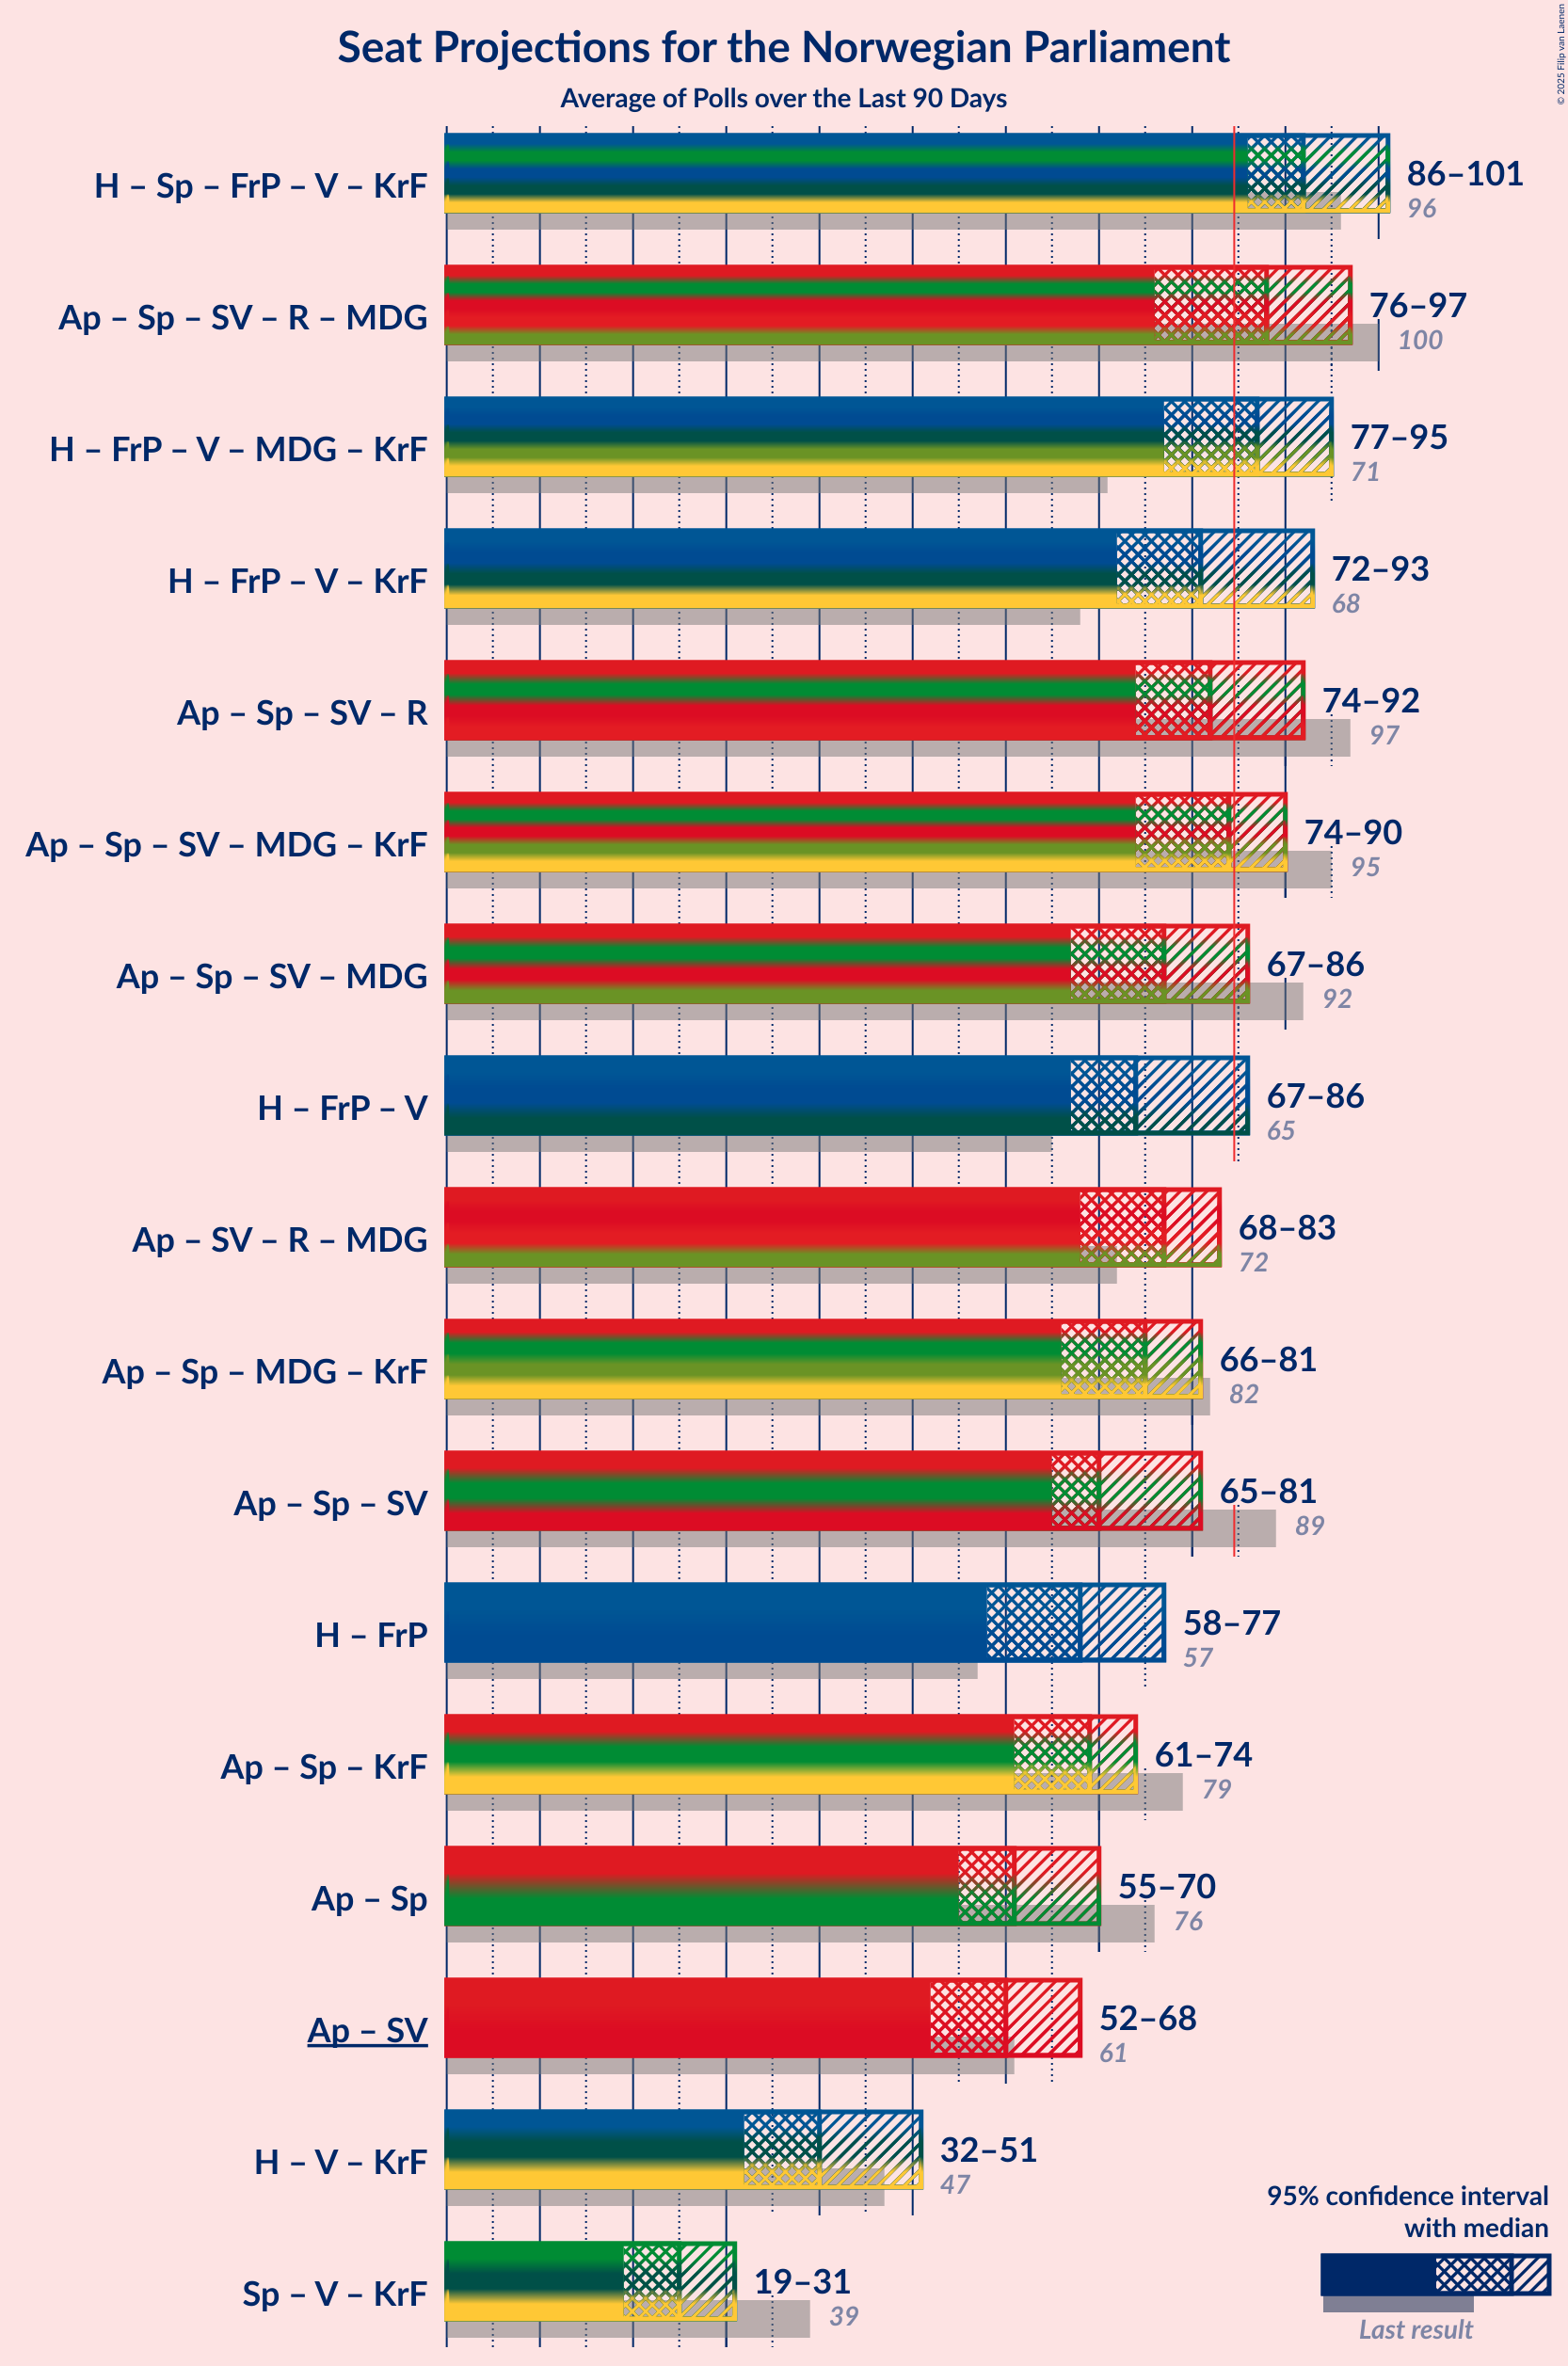 Seat Projections for the Norwegian Parliament
Average of Polls over the Last 90 Days
© 2025 Filip van Laenen
H – Sp – FrP – V – KrF
86–101
96
Ap – Sp – SV – R – MDG
76–97
100
H – FrP – V – MDG – KrF
77–95
71
H – FrP – V – KrF
72–93
68
Ap – Sp – SV – R
74–92
97
Ap – Sp – SV – MDG – KrF
74–90
95
Ap – Sp – SV – MDG
67–86
92
H – FrP – V
67–86
65
Ap – SV – R – MDG
68–83
72
Ap – Sp – MDG – KrF
66–81
82
Ap – Sp – SV
65–81
89
H – FrP
58–77
57
Ap – Sp – KrF
61–74
79
Ap – Sp
55–70
76
Ap – SV
52–68
61
H – V – KrF
32–51
47
Sp – V – KrF
19–31
39
95% confidence interval
with median
Last result